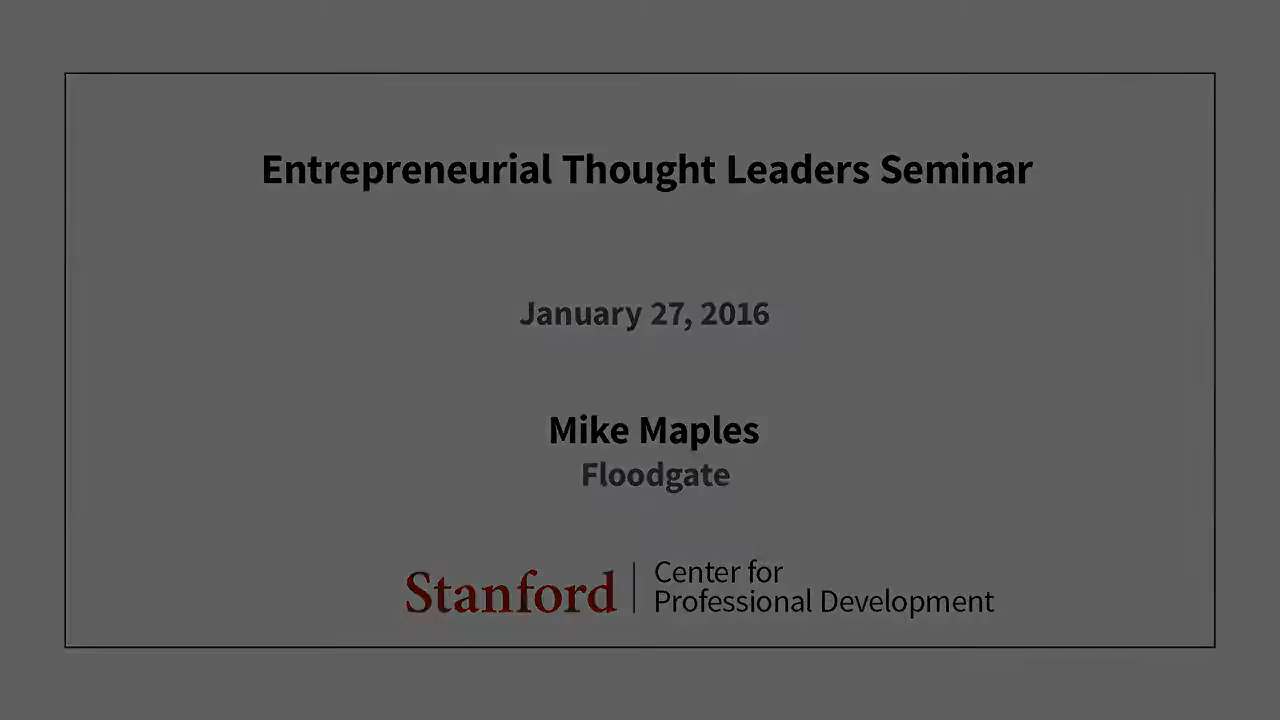 Entrepreneurial Thought Leaders Seminar
January 27, 2016
Mike Maples
Floodgate
Stanford
Center for
Professional Development